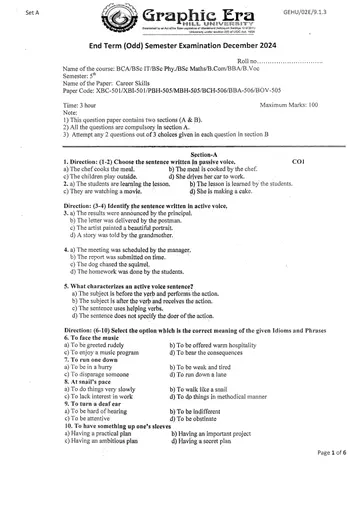 Set A
GEHU/02E/9.1.3
Graphic Era
HILL UNIVERSITY
End Term (Odd) Semester Examination December 2024
Roll no..............................
Name of the course: BCA/BSc IT/BSc Phy./BSc Maths/B.Com/BBA/B.Voc
Semester: 5th
Name of the Paper: Career Skills
Paper Code: XBC-501/XBI-501/PBH-505/MBH-505/BCH-506/BBA-506/BOV-505
Time: 3 hour Maximum Marks: 100
Note:
1) This question paper contains two sections (A & B).
2) All the questions are compulsory in section A.
3) Attempt any 2 questions out of 3 choices given in each question in section B
Section-A
1. Direction: (1-2) Choose the sentence written in passive voice. CO1
a) The chef cooks the meal. b) The meal is cooked by the chef.
c) The children play outside. d) She drives her car to work.
2. a) The students are learning the lesson. b) The lesson is learned by the students.
c) They are watching a movie. d) She is making a cake.
Direction: (3-4) Identify the sentence written in active voice.
3. a) The results were announced by the principal.
b) The letter was delivered by the postman.
c) The artist painted a beautiful portrait.
d) A story was told by the grandmother.
4. a) The meeting was scheduled by the manager.
b) The report was submitted on time.
c) The dog chased the squirrel.
d) The homework was done by the students.
5. What characterizes an active voice sentence?
a) The subject is before the verb and performs the action.
b) The subject is after the verb and receives the action.
c) The sentence uses helping verbs.
d) The sentence does not specify the doer of the action.
Direction: (6-10) Select the option which is the correct meaning of the given Idioms and Phrases
6. To face the music
a) To be greeted rudely b) To be offered warm hospitality
c) To enjoy a music program d) To bear the consequences
7. To run one down
a) To be in a hurry b) To be weak and tired
c) To disparage someone d) To run down a lane
8. At snail's pace
a) To do things very slowly b) To walk like a snail
c) To lack interest in work d) To do things in methodical manner
9. To turn a deaf ear
a) To be hard of hearing b) To be indifferent
c) To be attentive d) To be obstinate
10. To have something up one's sleeves
a) Having a practical plan b) Having an important project
c) Having an ambitious plan d) Having a secret plan
Page 1 of 6